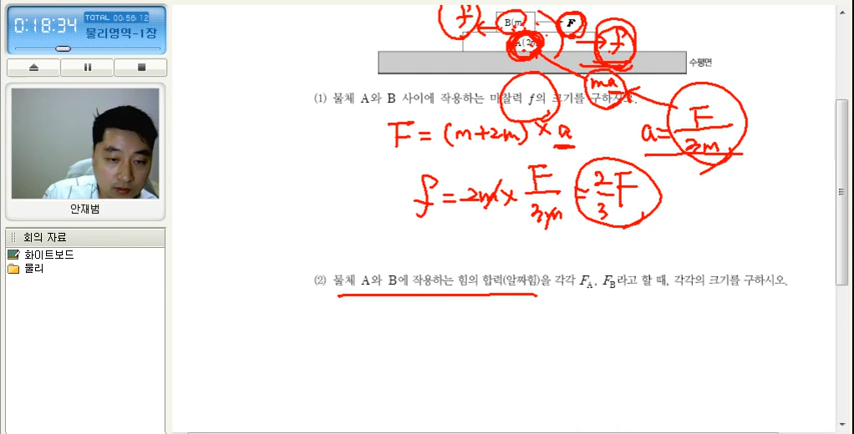 0:18:34
TOTAL 00:56:12
물리영역-1장
안재범
회의 자료
화이트보드
물리
f
B(m
F
A(2
f
수평면
ma
(1) 물체 A와 B 사이에 작용하는 마찰력 f의 크기를 구하시오.
F = (m+2m) × a
a = F/3m
f = 2m × F/3m = 2/3 F
(2) 물체 A와 B에 작용하는 힘의 합력(알짜힘)을 각각 F_A, F_B라고 할 때, 각각의 크기를 구하시오.